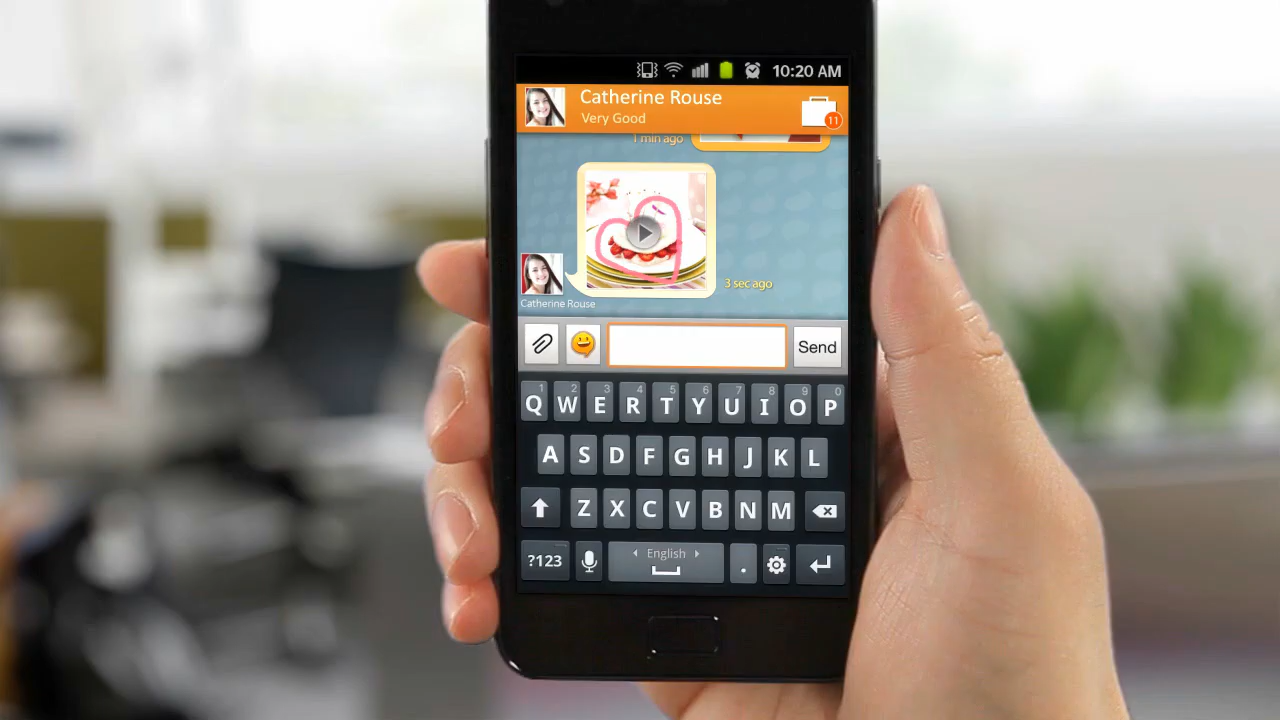 10:20 AM
Catherine Rouse
Very Good
11
1 min ago
3 sec ago
Catherine Rouse
Send
1 2 3 4 5 6 7 8 9 0
Q W E R T Y U I O P
A S D F G H J K L
Z X C V B N M
?123 English .